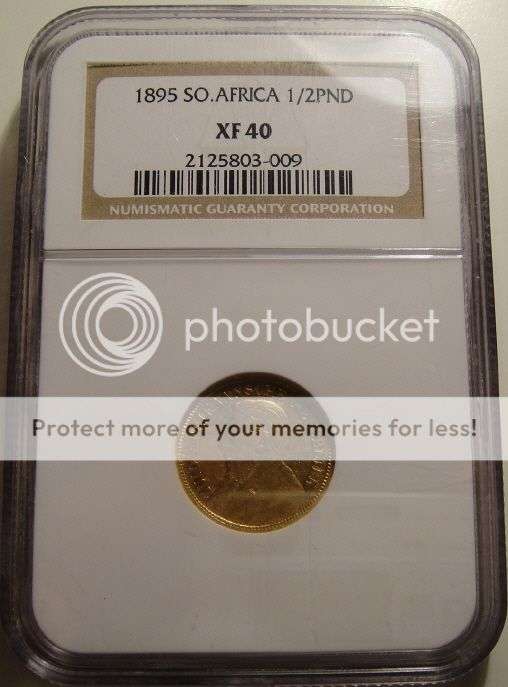 1895 SO.AFRICA 1/2PND
XF 40
2125803-009
NUMISMATIC GUARANTY CORPORATION
photobucket
Protect more of your memories for less!